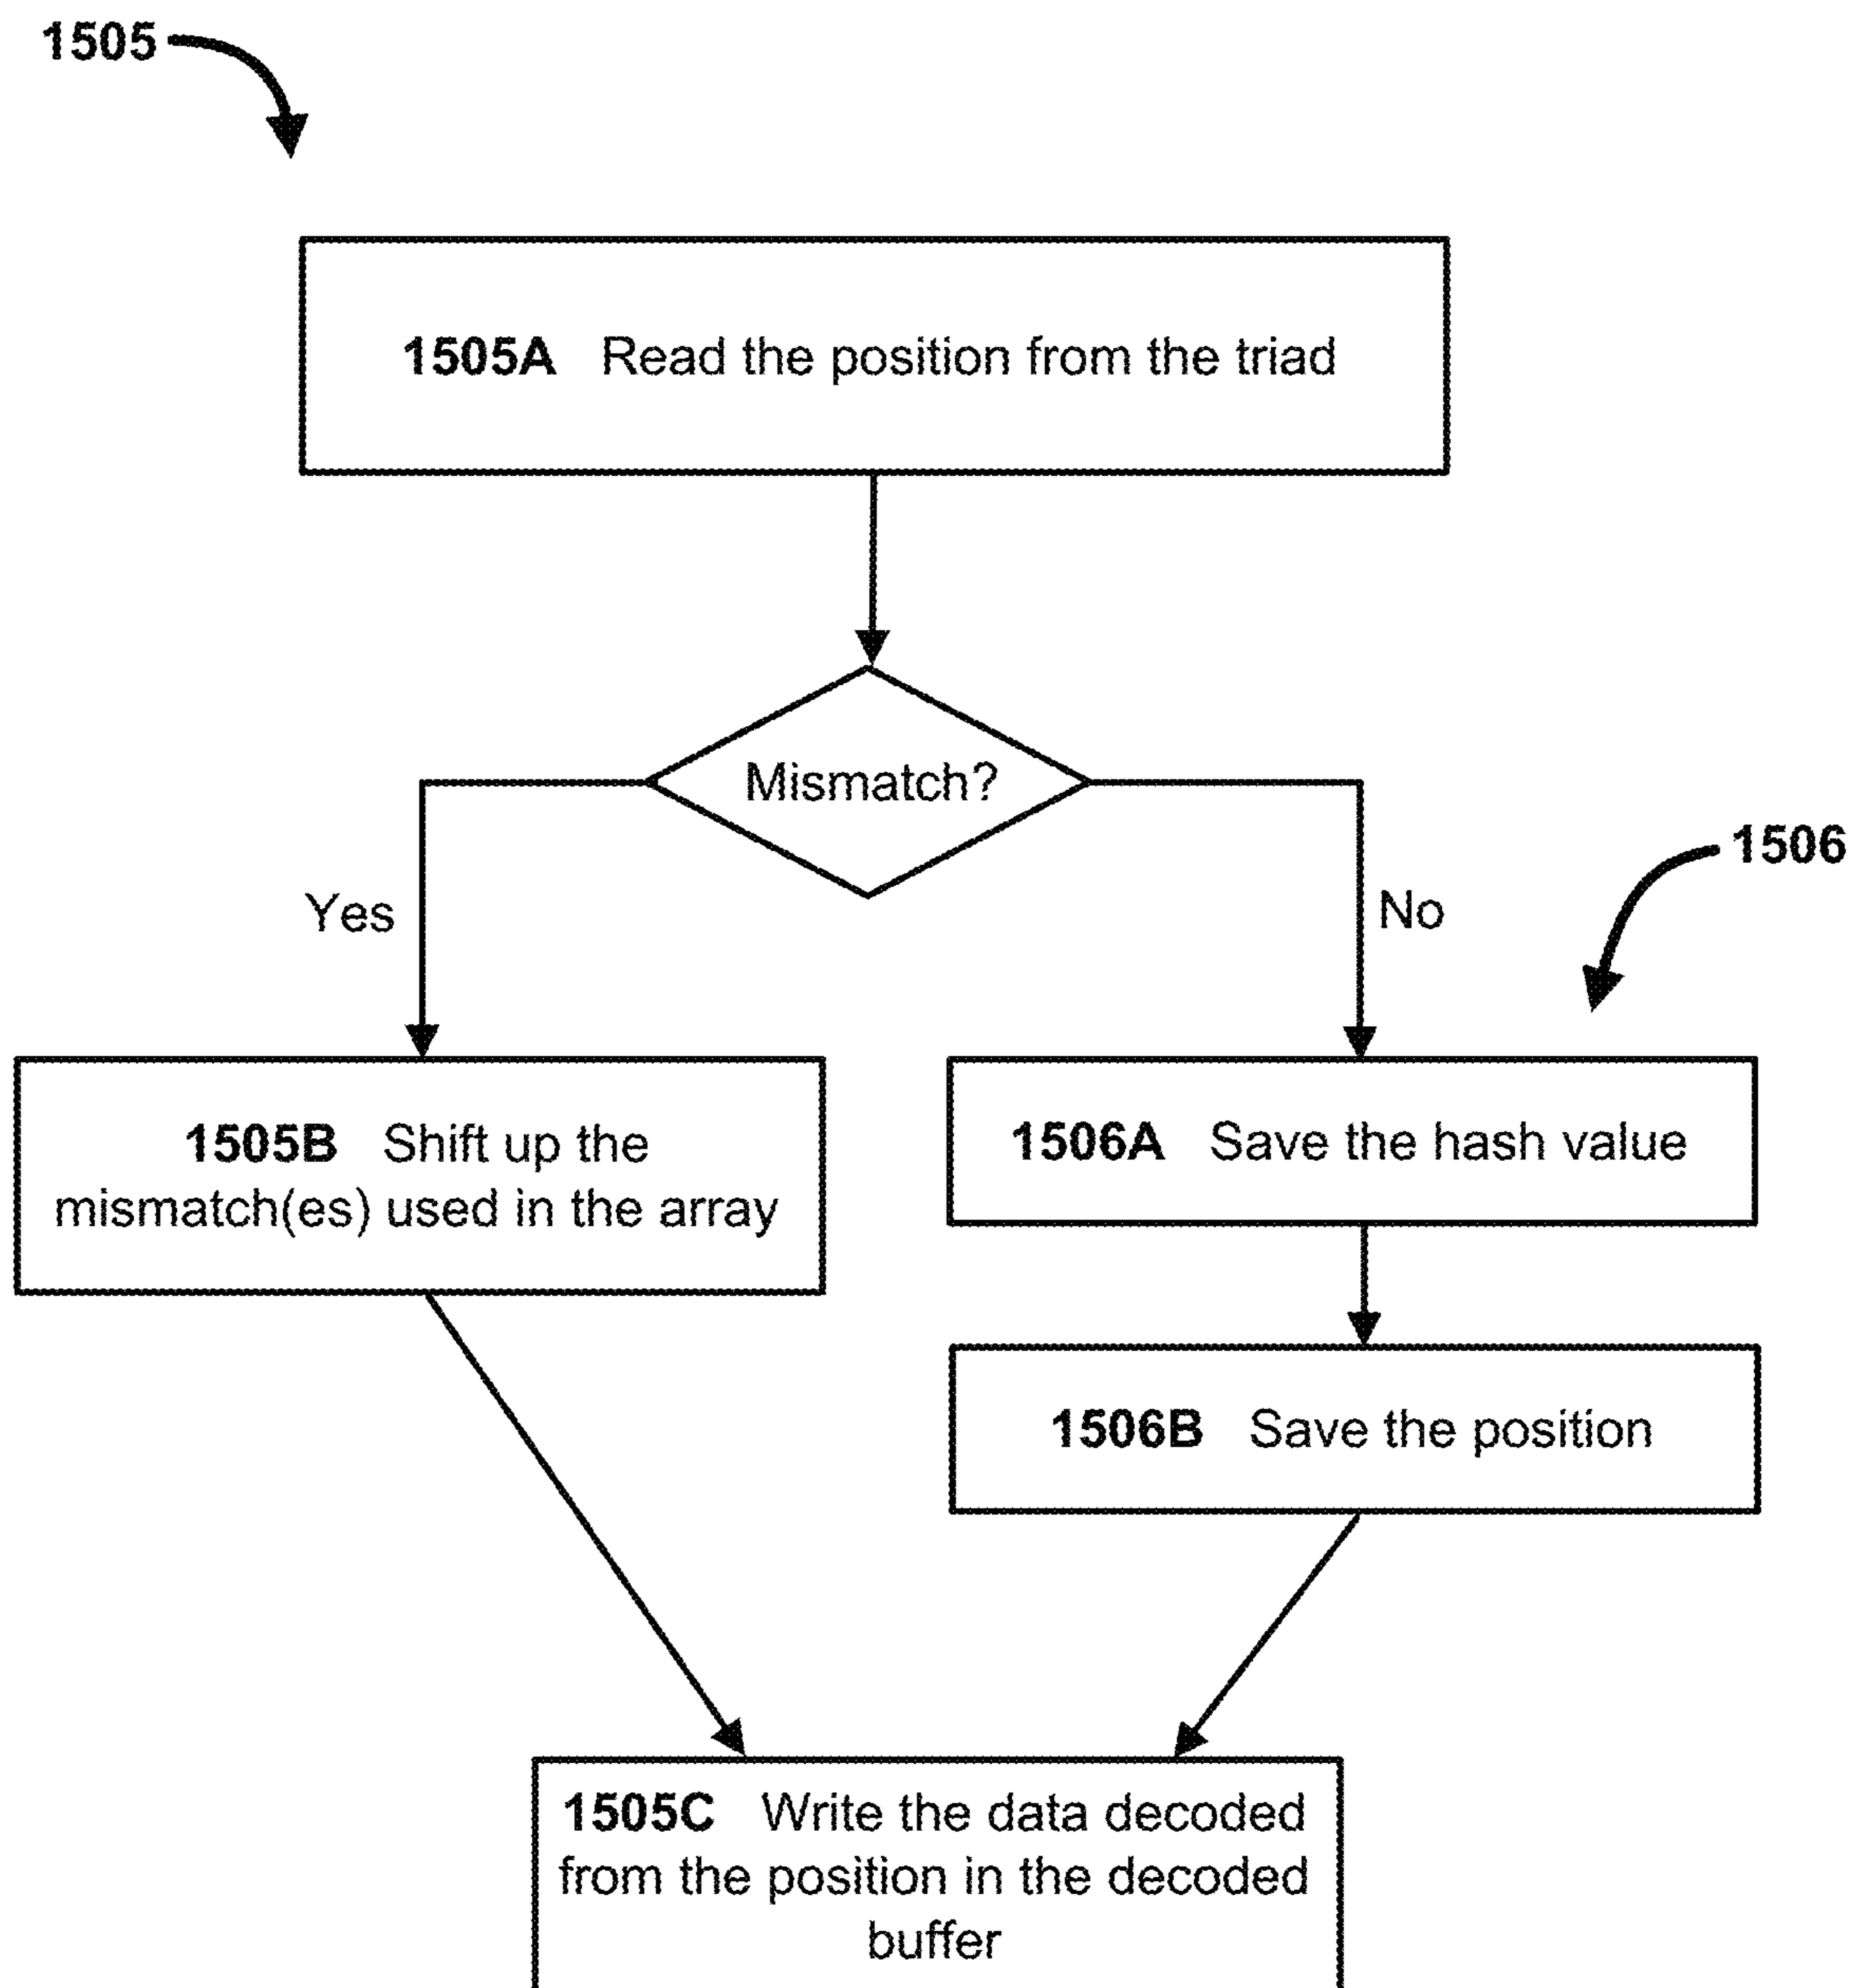 1505
1505A Read the position from the triad
Mismatch?
1506
Yes
No
1505B Shift up the
mismatch(es) used in the array
1506A Save the hash value
1506B Save the position
1505C Write the data decoded
from the position in the decoded
buffer